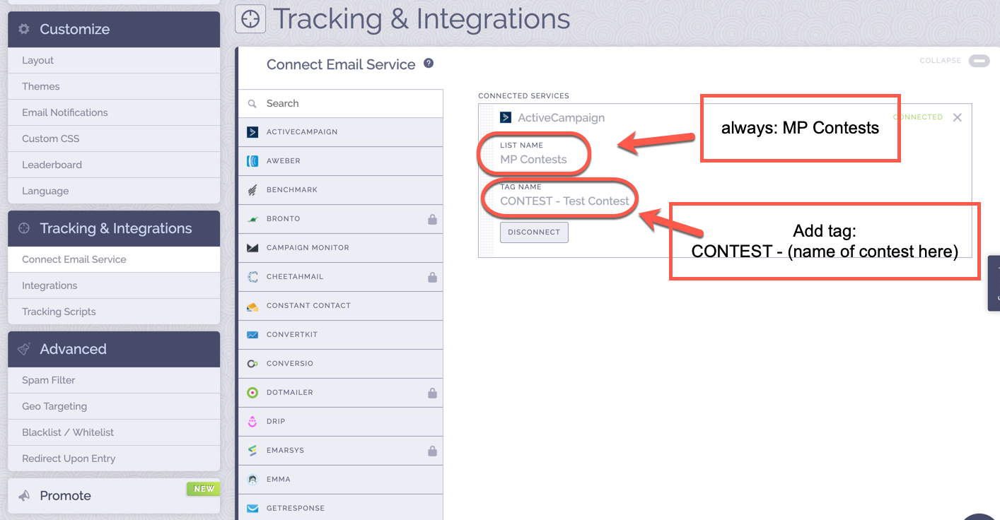 Customize
Layout
Themes
Email Notifications
Custom CSS
Leaderboard
Language
Tracking & Integrations
Connect Email Service
Integrations
Tracking Scripts
Advanced
Spam Filter
Geo Targeting
Blacklist / Whitelist
Redirect Upon Entry
Promote
NEW
Tracking & Integrations
Connect Email Service ?
COLLAPSE
Search
ACTIVECAMPAIGN
AWEBER
BENCHMARK
BRONTO
CAMPAIGN MONITOR
CHEETAHMAIL
CONSTANT CONTACT
CONVERTKIT
CONVERSIO
DOTMAILER
DRIP
EMARSYS
EMMA
GETRESPONSE
CONNECTED SERVICES
ActiveCampaign
CONNECTED
LIST NAME
MP Contests
TAG NAME
CONTEST - Test Contest
DISCONNECT
always: MP Contests
Add tag:
CONTEST - (name of contest here)